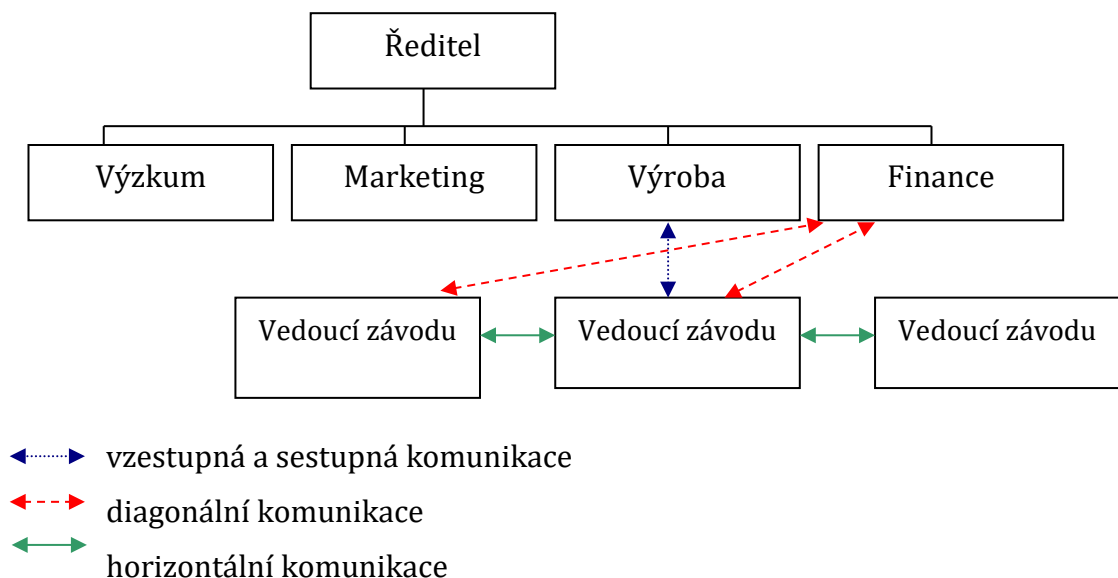 Ředitel
Výzkum
Marketing
Výroba
Finance
Vedoucí závodu
Vedoucí závodu
Vedoucí závodu
vzestupná a sestupná komunikace
diagonální komunikace
horizontální komunikace